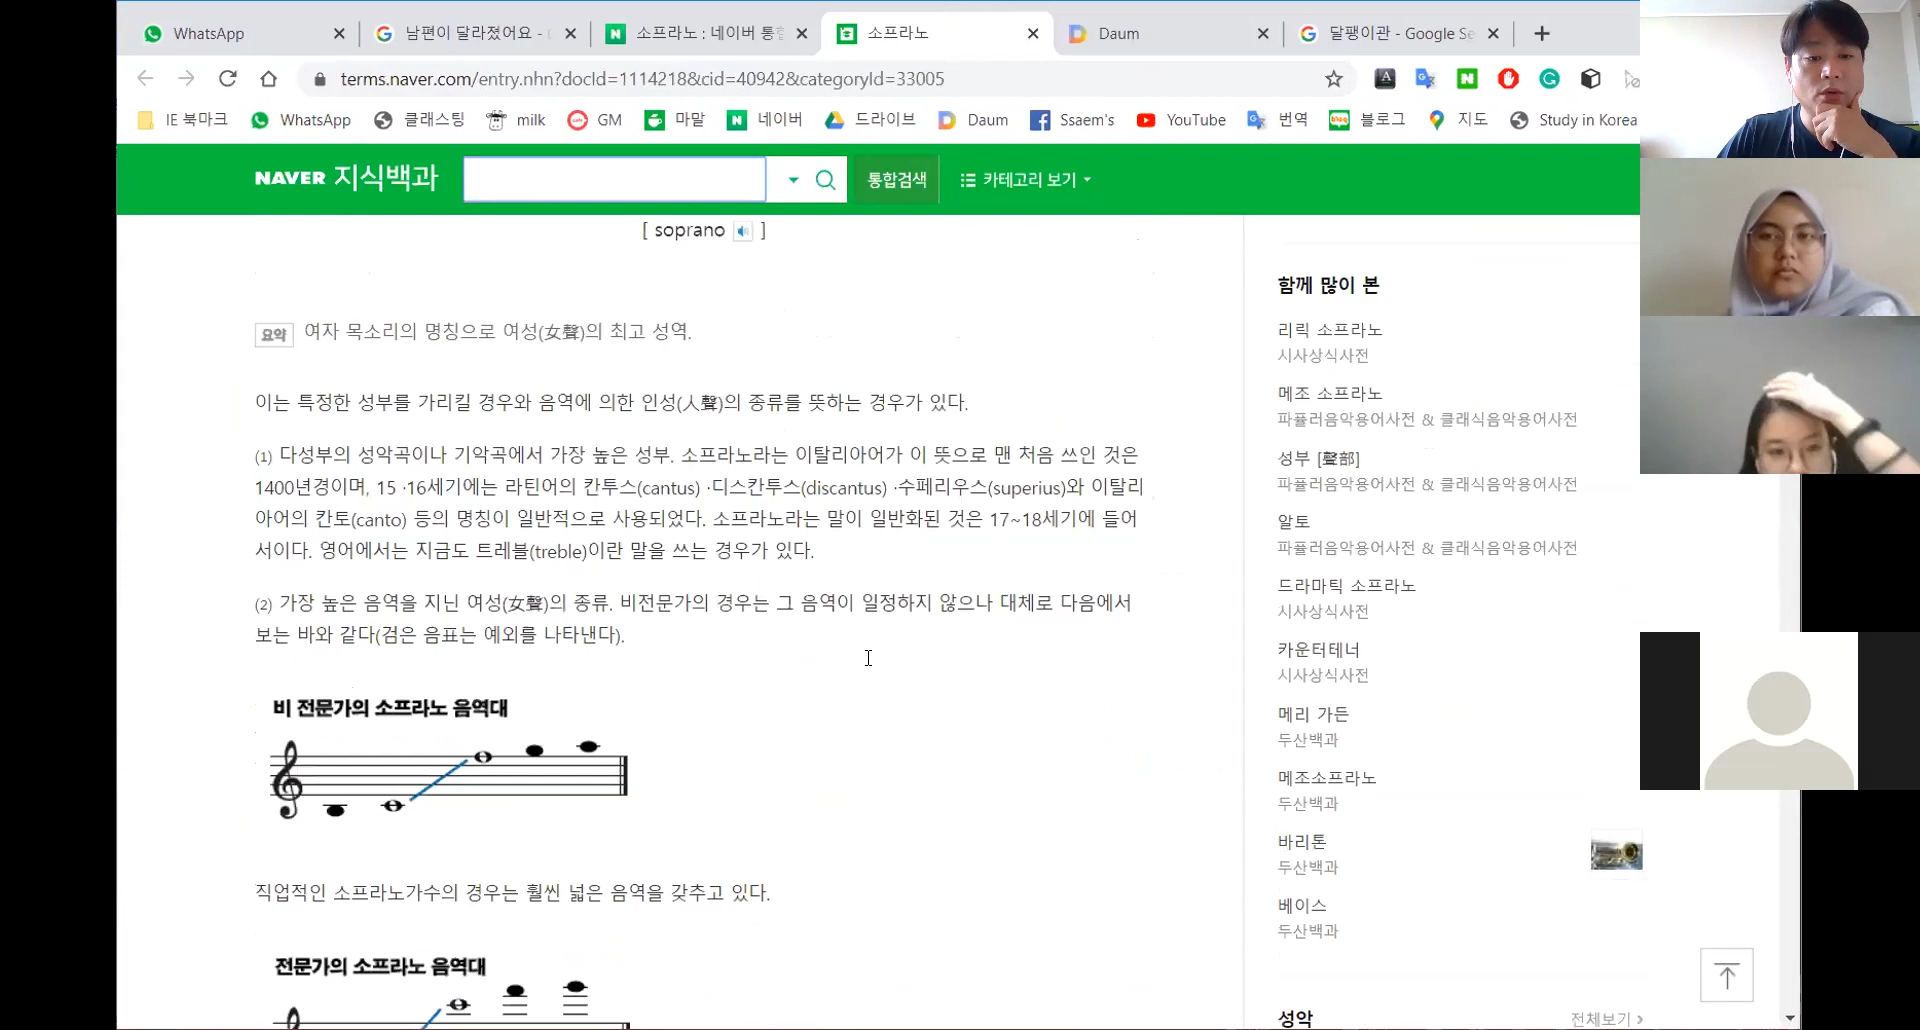 WhatsApp
남편이 달라졌어요 -
소프라노 : 네이버 통합
소프라노
Daum
달팽이관 - Google Se
terms.naver.com/entry.nhn?docId=1114218&cid=40942&categoryId=33005
IE 북마크 WhatsApp 클래스팅 milk GM 마말 네이버 드라이브 Daum Ssaem's YouTube 번역 블로그 지도 Study in Korea
NAVER 지식백과
통합검색
카테고리 보기
[ soprano ]
요약 여자 목소리의 명칭으로 여성(女聲)의 최고 성역.
이는 특정한 성부를 가리킬 경우와 음역에 의한 인성(人聲)의 종류를 뜻하는 경우가 있다.
(1) 다성부의 성악곡이나 기악곡에서 가장 높은 성부. 소프라노라는 이탈리아어가 이 뜻으로 맨 처음 쓰인 것은
1400년경이며, 15 ·16세기에는 라틴어의 칸투스(cantus) ·디스칸투스(discantus) ·수페리우스(superius)와 이탈리
아어의 칸토(canto) 등의 명칭이 일반적으로 사용되었다. 소프라노라는 말이 일반화된 것은 17~18세기에 들어
서이다. 영어에서는 지금도 트레블(treble)이란 말을 쓰는 경우가 있다.
(2) 가장 높은 음역을 지닌 여성(女聲)의 종류. 비전문가의 경우는 그 음역이 일정하지 않으나 대체로 다음에서
보는 바와 같다(검은 음표는 예외를 나타낸다).
비 전문가의 소프라노 음역대
직업적인 소프라노가수의 경우는 훨씬 넓은 음역을 갖추고 있다.
전문가의 소프라노 음역대
함께 많이 본
리릭 소프라노
시사상식사전
메조 소프라노
파퓰러음악용어사전 & 클래식음악용어사전
성부 [聲部]
파퓰러음악용어사전 & 클래식음악용어사전
알토
파퓰러음악용어사전 & 클래식음악용어사전
드라마틱 소프라노
시사상식사전
카운터테너
시사상식사전
메리 가든
두산백과
메조소프라노
두산백과
바리톤
두산백과
베이스
두산백과
성악
전체보기